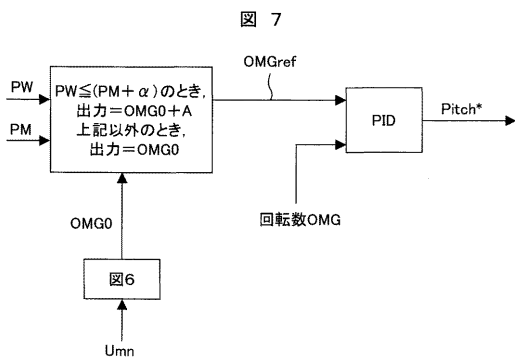 図 7
OMGref
PW
PW≦(PM+α)のとき,
出力=OMG0+A
上記以外のとき,
出力=OMG0
PM
PID
Pitch*
OMG0
回転数OMG
図6
Umn